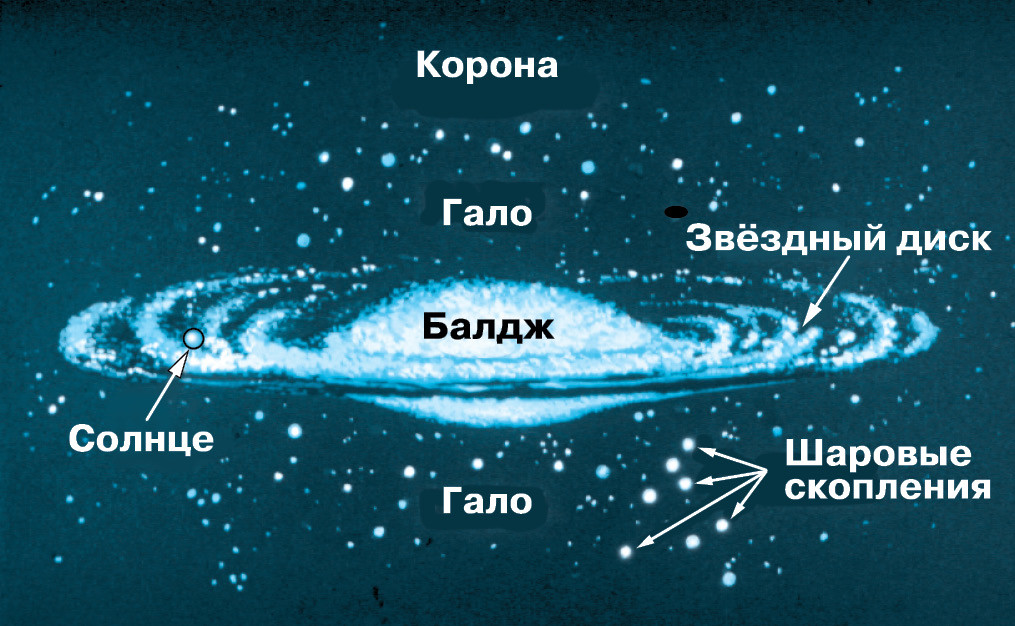 Корона
Гало
Звёздный диск
Балдж
Солнце
Шаровые
скопления
Гало